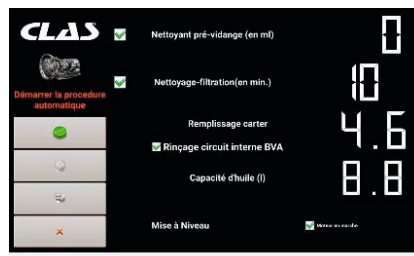 CLAS
Nettoyant pré-vidange (en ml)
0
Nettoyage-filtration(en min.)
10
Démarrer la procedure
automatique
Remplissage carter
4.6
Rinçage circuit interne BVA
Capacité d'huile (l)
8.8
Mise à Niveau
Moteur en marche